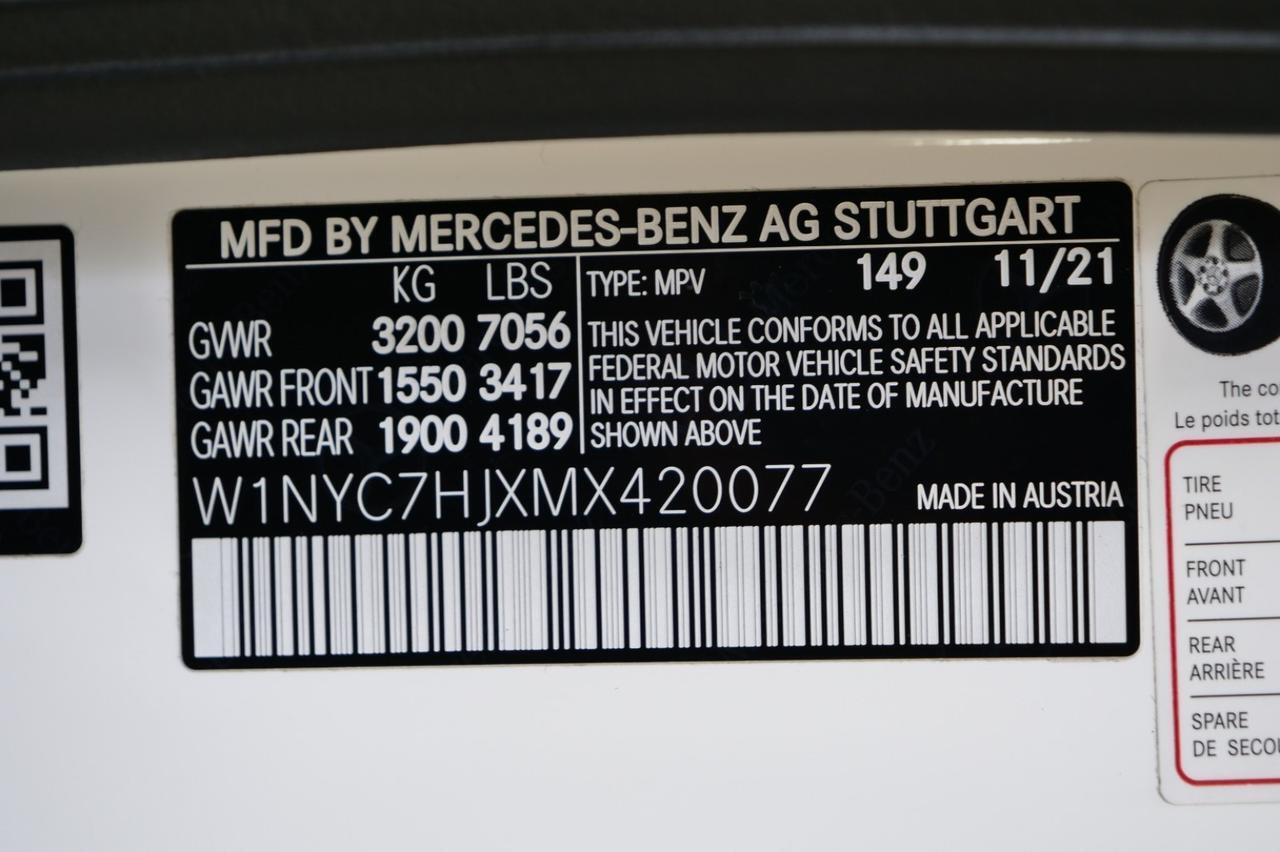 MFD BY MERCEDES-BENZ AG STUTTGART
KG LBS
GVWR 3200 7056
GAWR FRONT 1550 3417
GAWR REAR 1900 4189
TYPE: MPV 149 11/21
THIS VEHICLE CONFORMS TO ALL APPLICABLE
FEDERAL MOTOR VEHICLE SAFETY STANDARDS
IN EFFECT ON THE DATE OF MANUFACTURE
SHOWN ABOVE
W1NYC7HJXMX420077 MADE IN AUSTRIA
The co
Le poids tot
TIRE
PNEU
FRONT
AVANT
REAR
ARRIÈRE
SPARE
DE SECOU